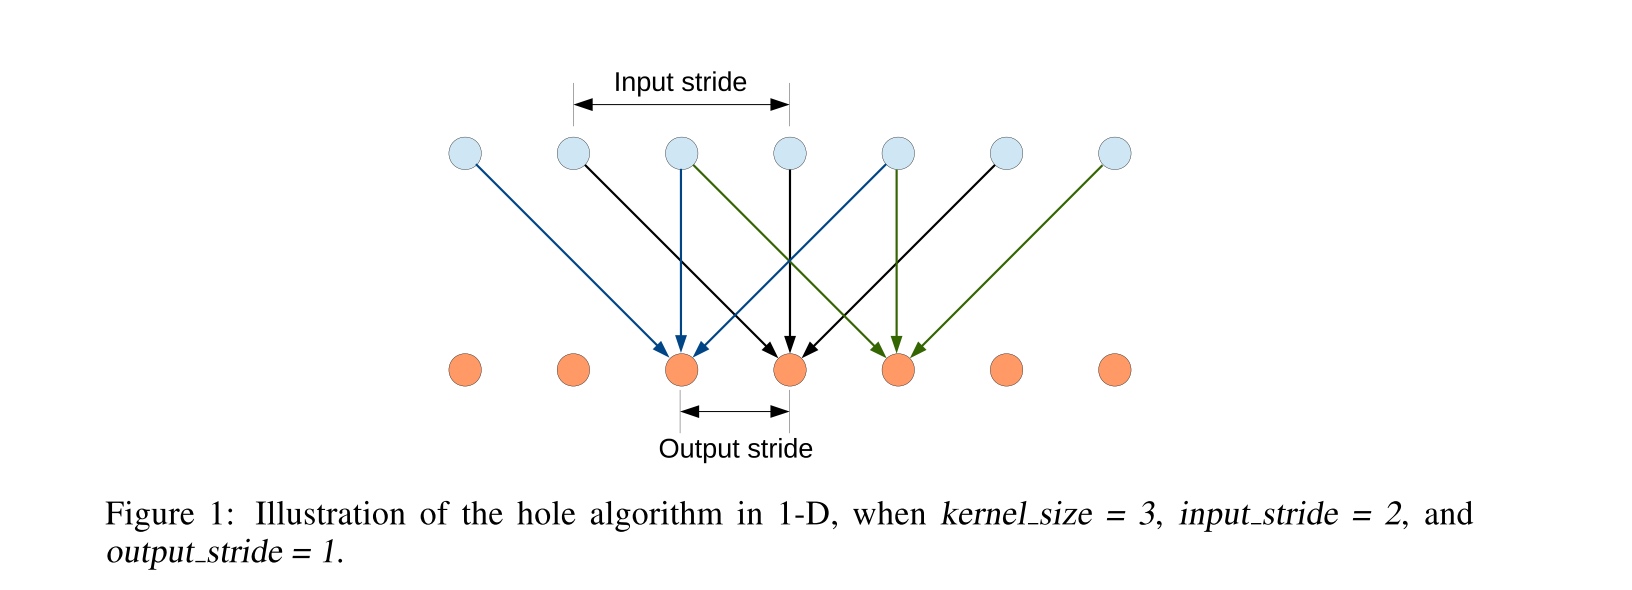 Input stride
Output stride
Figure 1: Illustration of the hole algorithm in 1-D, when kernel_size = 3, input_stride = 2, and
output_stride = 1.